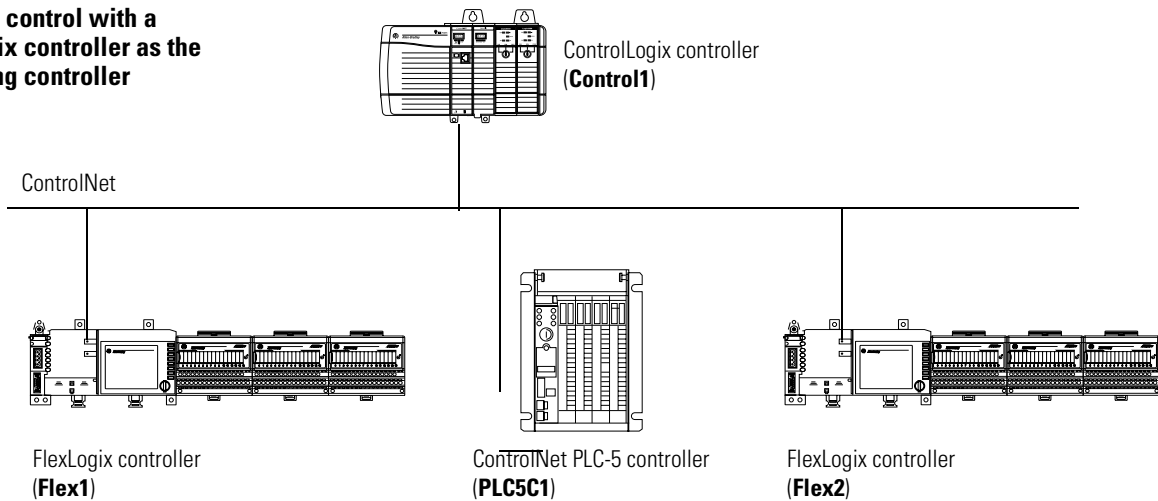 control with a
ix controller as the
ng controller
ControlLogix controller
(Control1)
ControlNet
FlexLogix controller
(Flex1)
ControlNet PLC-5 controller
(PLC5C1)
FlexLogix controller
(Flex2)